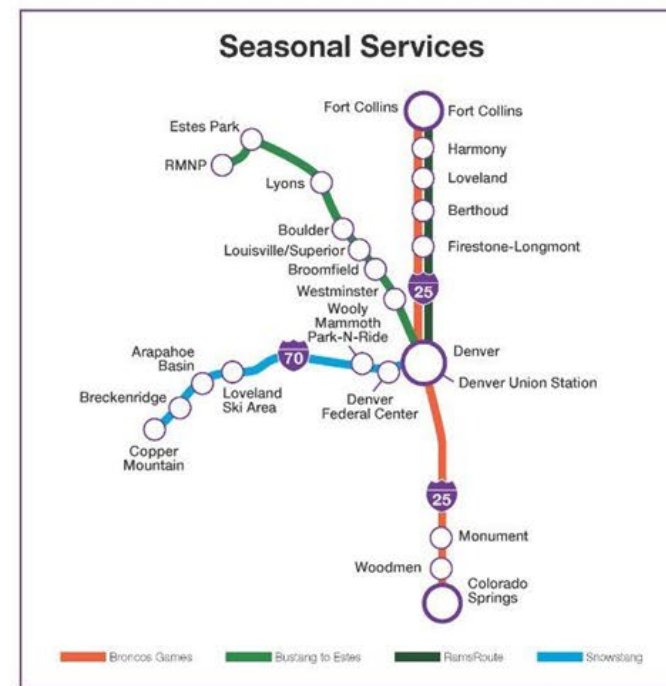 Seasonal Services
Fort Collins
Fort Collins
Estes Park
Harmony
RMNP
Loveland
Lyons
Berthoud
Boulder
Firestone-Longmont
Louisville/Superior
Broomfield
Westminster
25
Wooly
Mammoth
Park-N-Ride
Denver
70
Arapahoe
Basin
Denver Union Station
Breckenridge
Loveland
Ski Area
Denver
Federal Center
Copper
Mountain
25
Monument
Woodmen
Colorado
Springs
Broncos Games
Bustang to Estes
RamsRoute
Snowstang